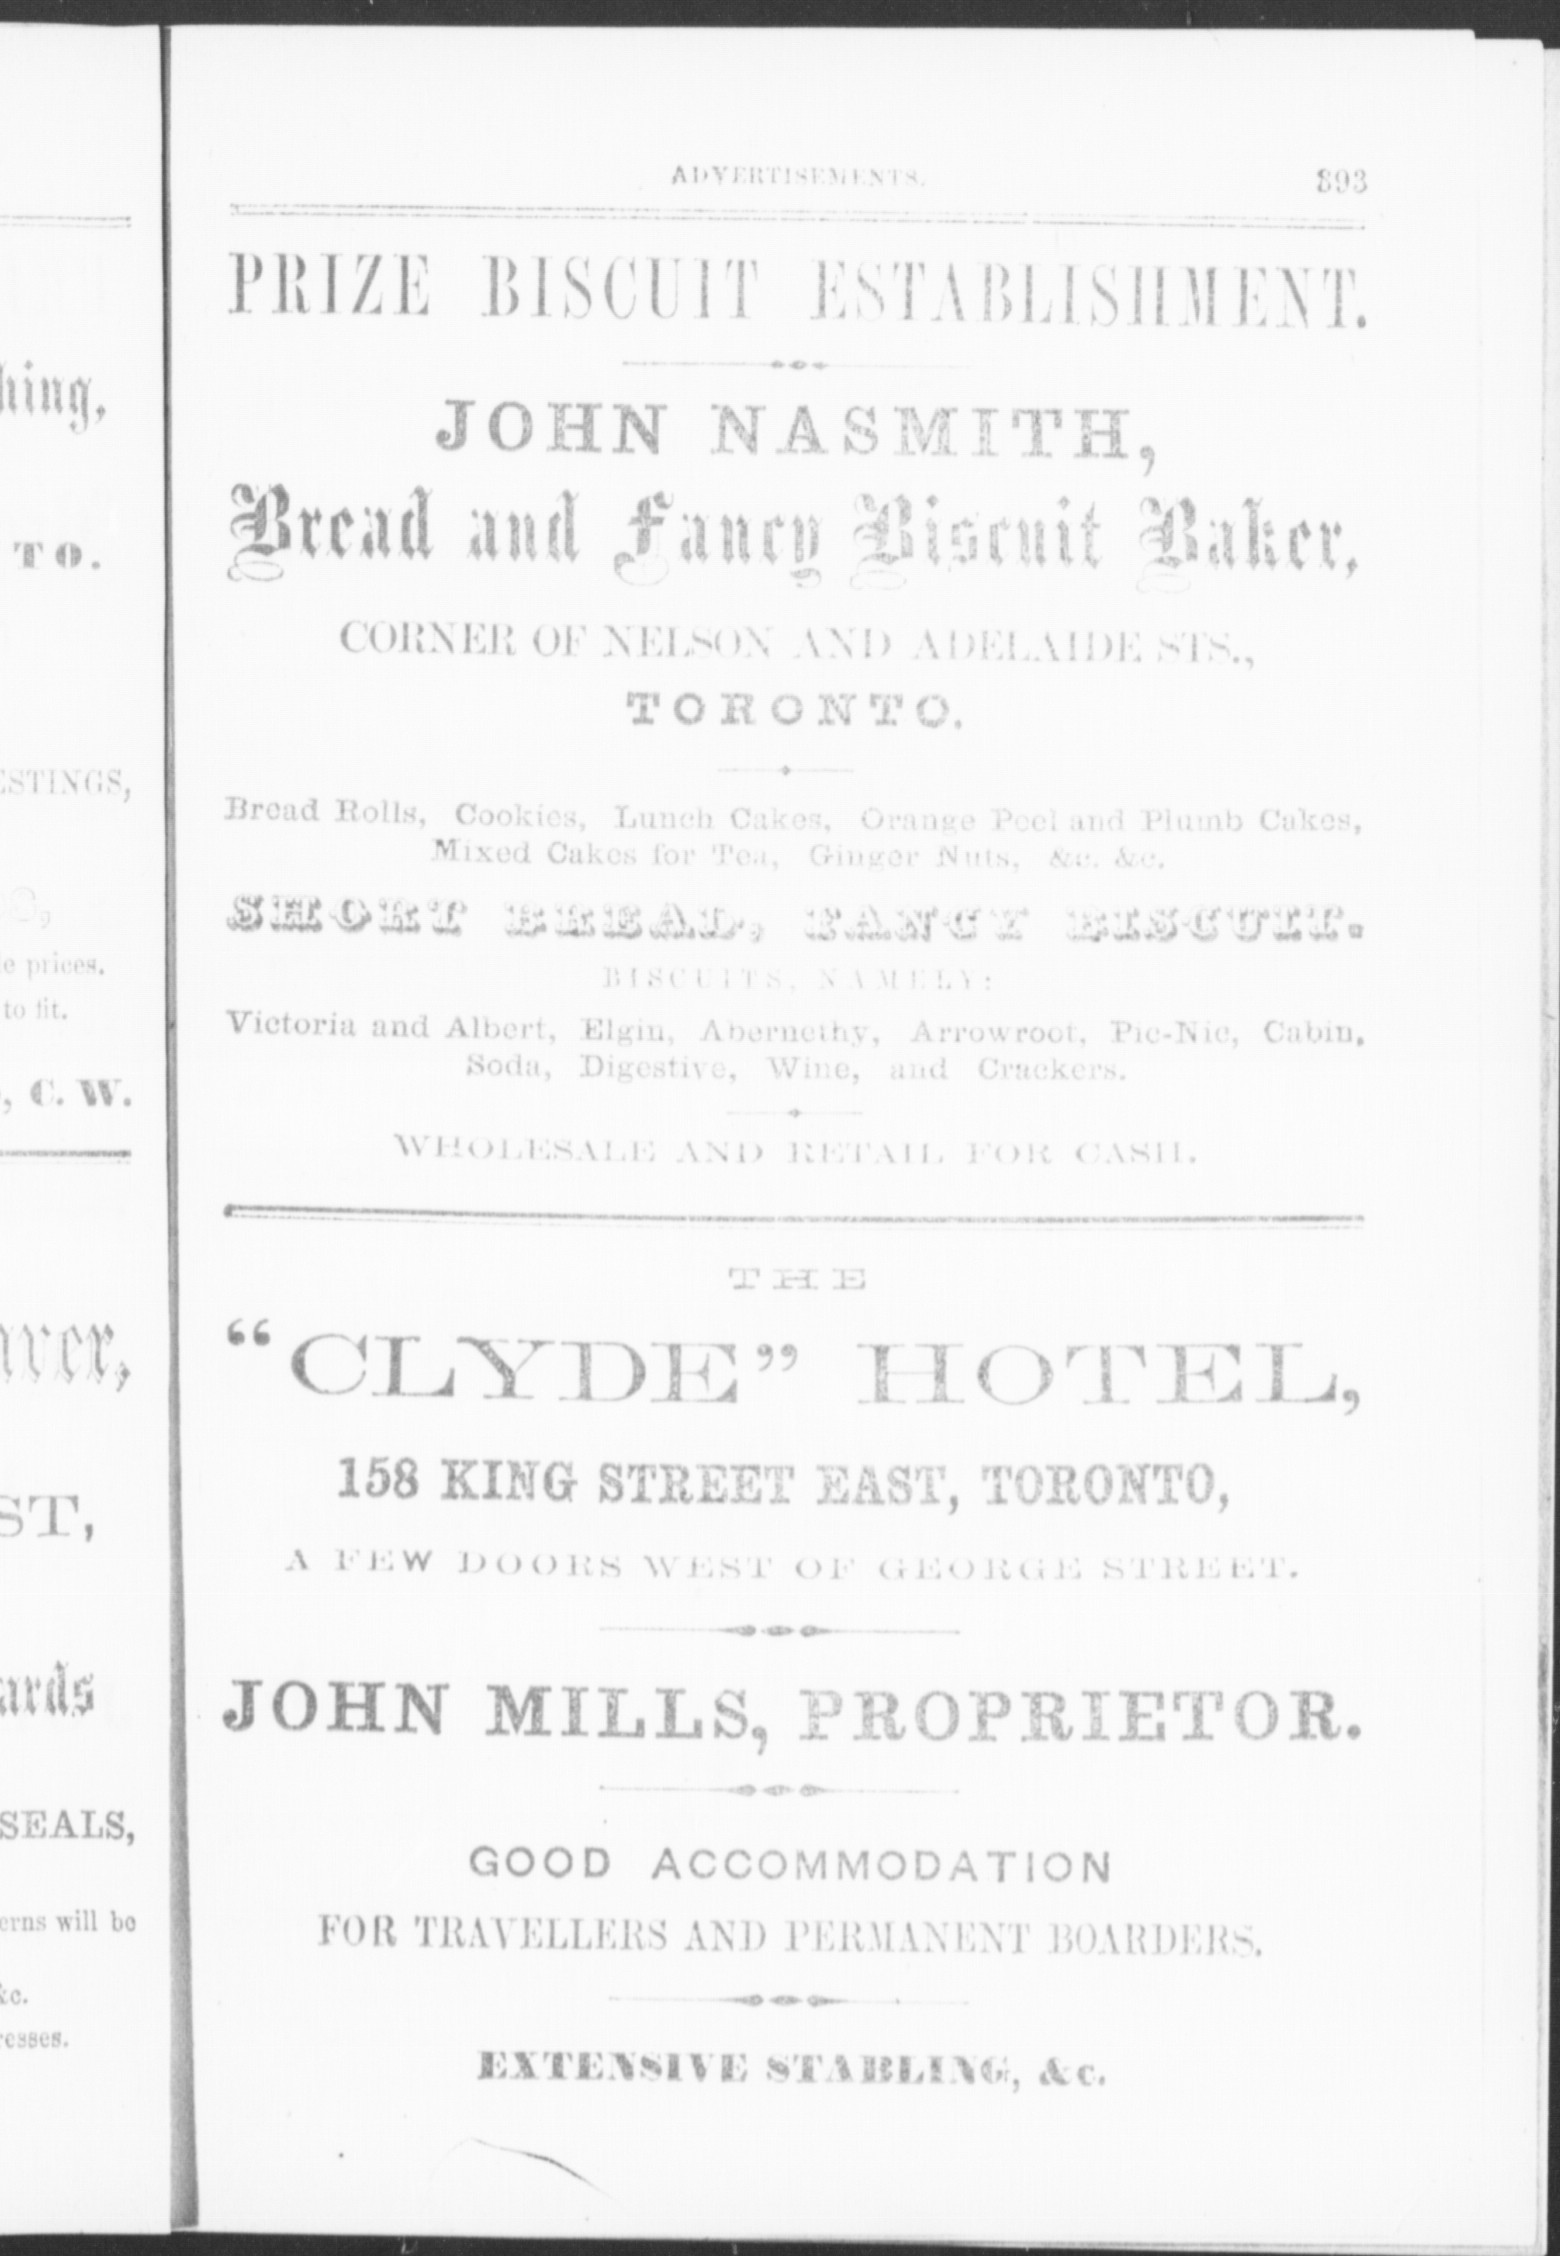 hing,
TO.
ESTINGS,
e prices.
to fit.
, C. W.
aver,
ST,
ards
SEALS,
erns will be
&c.
resses.
ADVERTISEMENTS.
893
PRIZE BISCUIT ESTABLISHMENT.
JOHN NASMITH,
Bread and Fancy Biscuit Baker,
CORNER OF NELSON AND ADELAIDE STS.,
TORONTO.
Bread Rolls, Cookies, Lunch Cakes, Orange Peel and Plumb Cakes,
Mixed Cakes for Tea, Ginger Nuts, &c. &c.
SHORT BREAD, FANCY BISCUIT.
BISCUITS, NAMELY:
Victoria and Albert, Elgin, Abernethy, Arrowroot, Pic-Nic, Cabin,
Soda, Digestive, Wine, and Crackers.
WHOLESALE AND RETAIL FOR CASH.
THE
“CLYDE” HOTEL,
158 KING STREET EAST, TORONTO,
A FEW DOORS WEST OF GEORGE STREET.
JOHN MILLS, PROPRIETOR.
GOOD ACCOMMODATION
FOR TRAVELLERS AND PERMANENT BOARDERS.
EXTENSIVE STABLING, &c.